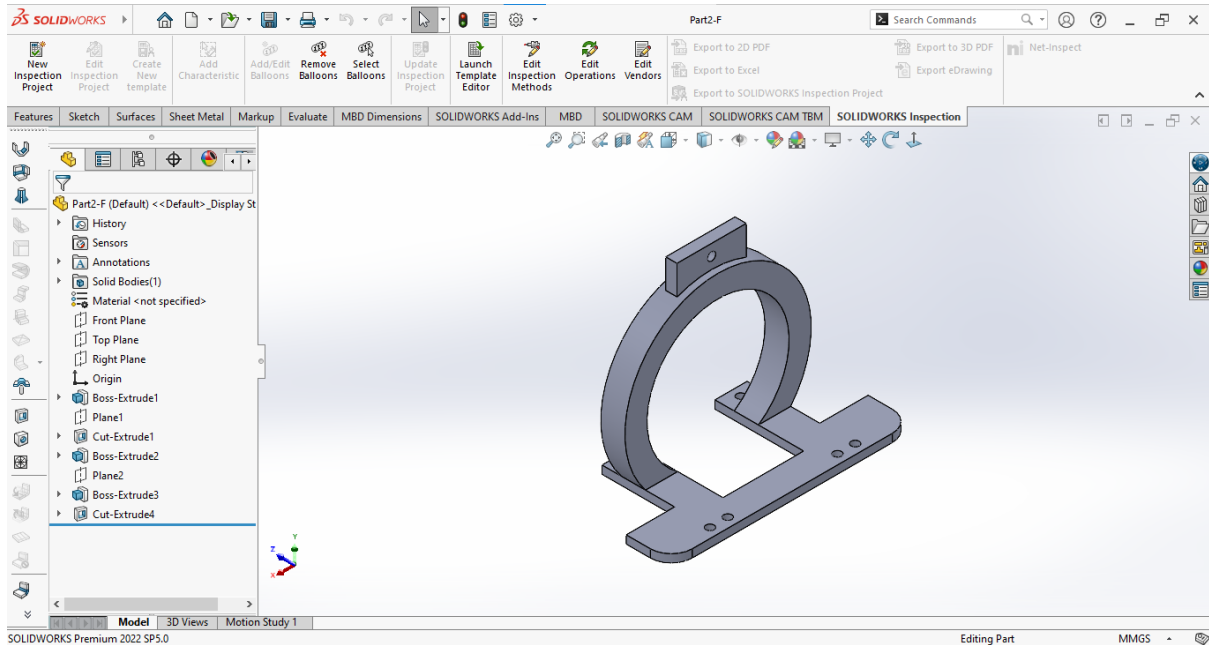 SOLIDWORKS
Part2-F
Search Commands
New Inspection Project
Edit Inspection Project
Create New template
Add Characteristic
Add/Edit Balloons
Remove Balloons
Select Balloons
Update Inspection Project
Launch Template Editor
Edit Inspection Methods
Edit Operations
Edit Vendors
Export to 2D PDF
Export to Excel
Export to SOLIDWORKS Inspection Project
Export to 3D PDF
Export eDrawing
Net-Inspect
Features Sketch Surfaces Sheet Metal Markup Evaluate MBD Dimensions SOLIDWORKS Add-Ins MBD SOLIDWORKS CAM SOLIDWORKS CAM TBM SOLIDWORKS Inspection
Part2-F (Default) <<Default>_Display St
History
Sensors
Annotations
Solid Bodies(1)
Material <not specified>
Front Plane
Top Plane
Right Plane
Origin
Boss-Extrude1
Plane1
Cut-Extrude1
Boss-Extrude2
Plane2
Boss-Extrude3
Cut-Extrude4
Y
Z
X
Model 3D Views Motion Study 1
SOLIDWORKS Premium 2022 SP5.0
Editing Part
MMGS